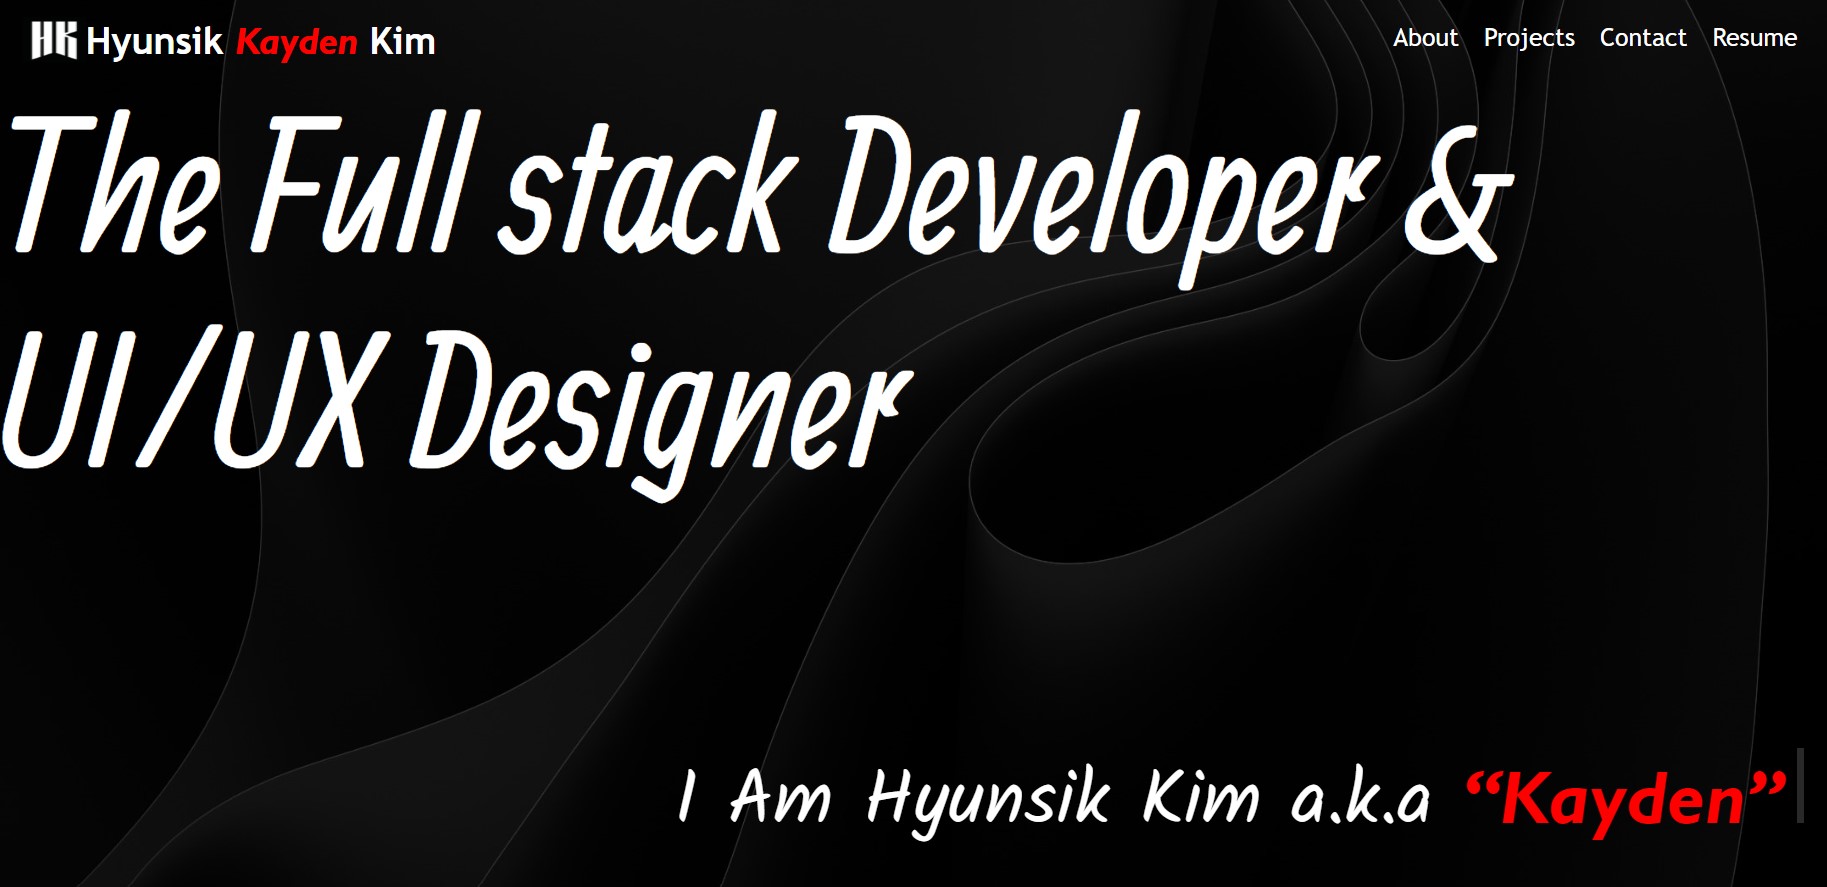 HK Hyunsik Kayden Kim
About Projects Contact Resume
The Full stack Developer &
UI/UX Designer
I Am Hyunsik Kim a.k.a “Kayden”